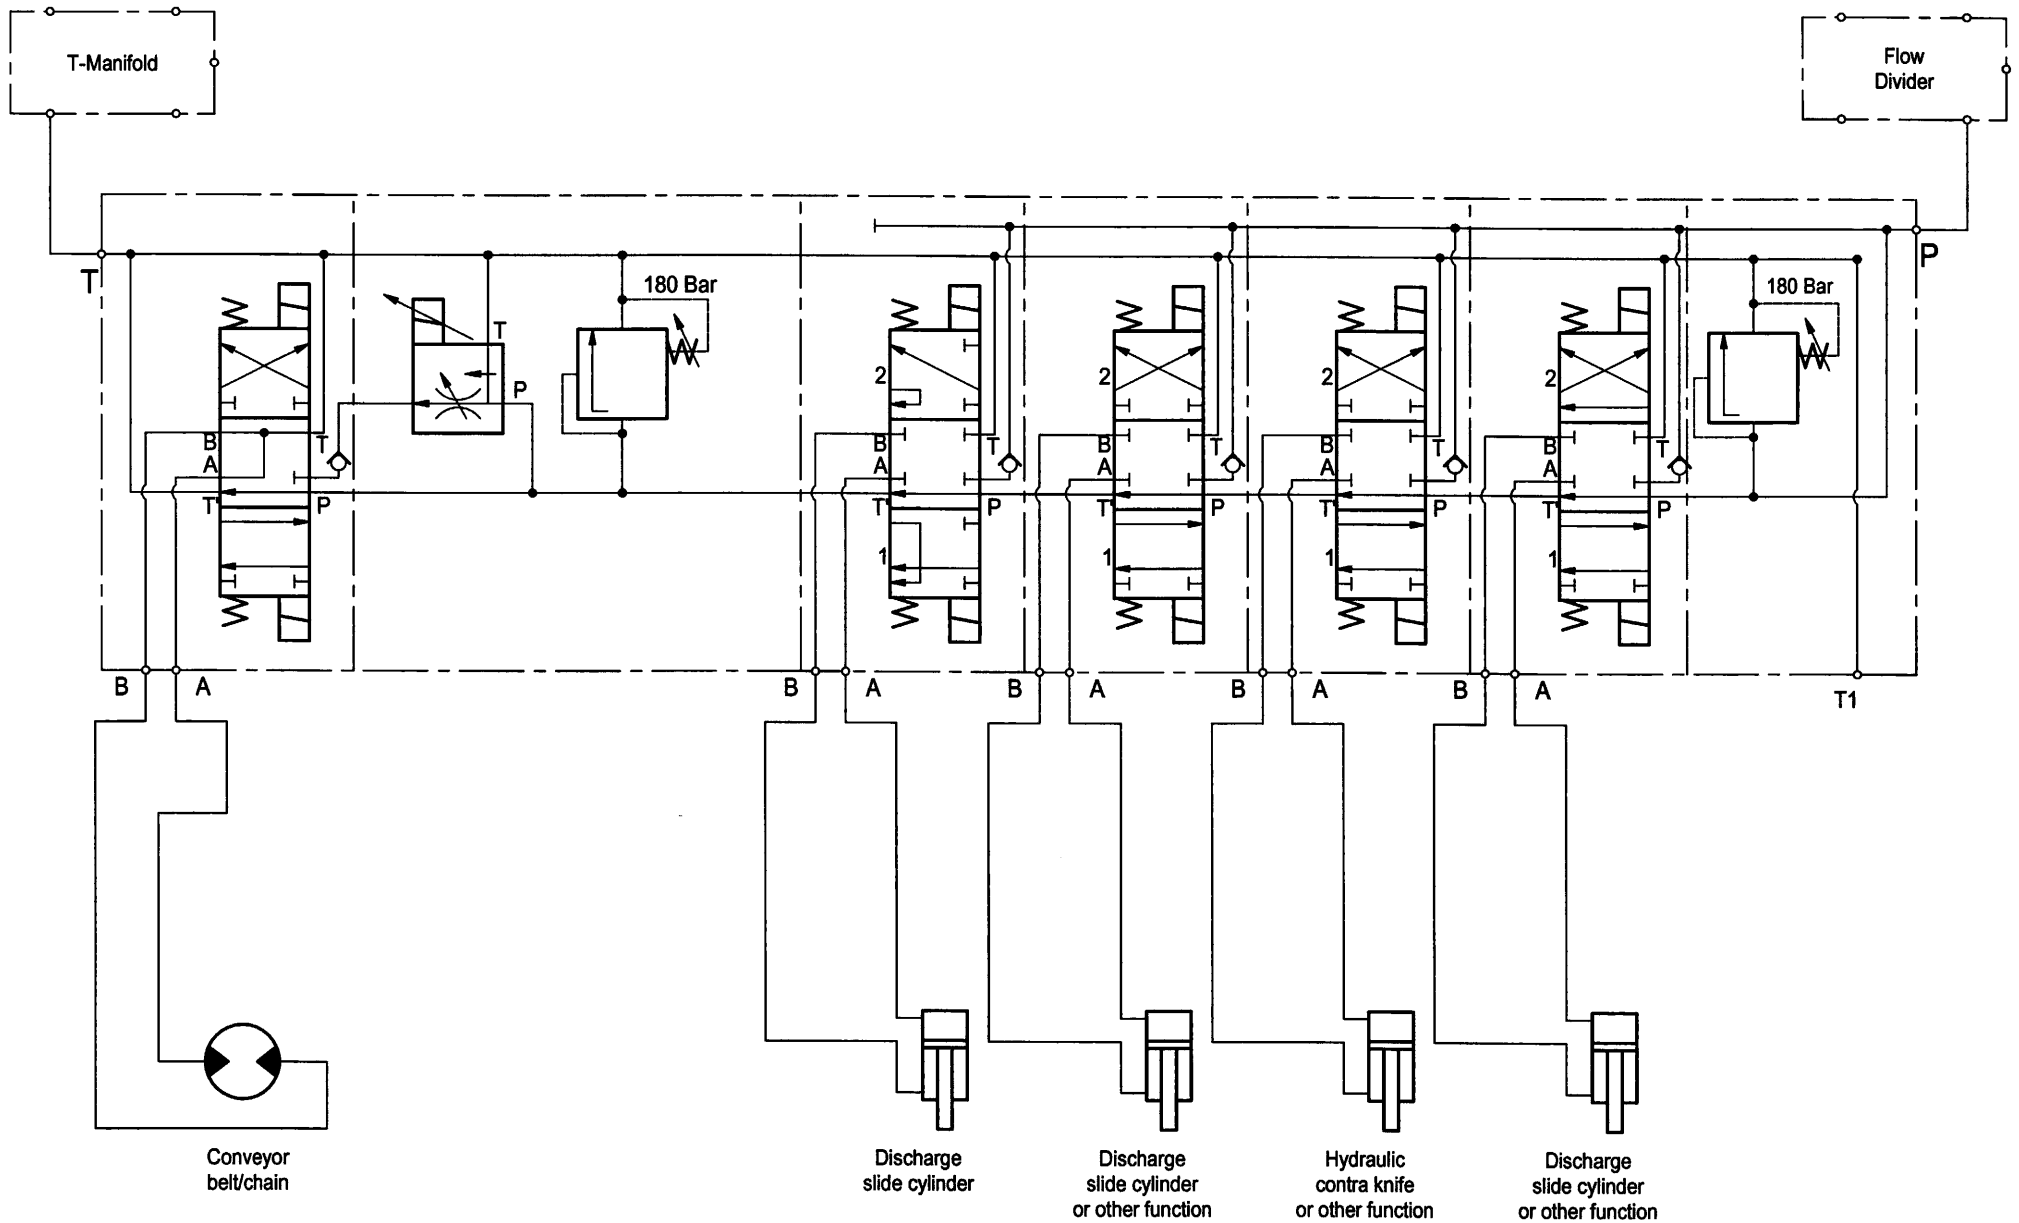 T-Manifold
Flow
Divider
T
P
180 Bar
180 Bar
T
P
2
2
2
2
B
A
T
T
P
B
A
T
T
P
B
A
T
T
P
B
A
T
T
P
B
A
T
T
P
1
1
1
1
B
A
B
A
B
A
B
A
B
A
T1
Conveyor
belt/chain
Discharge
slide cylinder
Discharge
slide cylinder
or other function
Hydraulic
contra knife
or other function
Discharge
slide cylinder
or other function